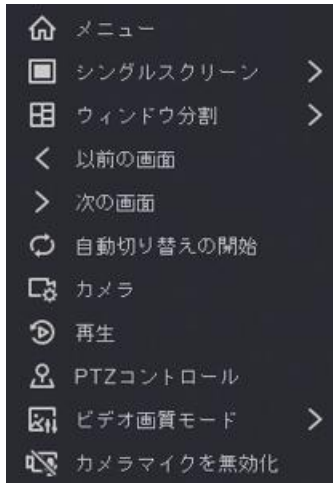 メニュー
シングルスクリーン
ウィンドウ分割
以前の画面
次の画面
自動切り替えの開始
カメラ
再生
PTZコントロール
ビデオ画質モード
カメラマイクを無効化